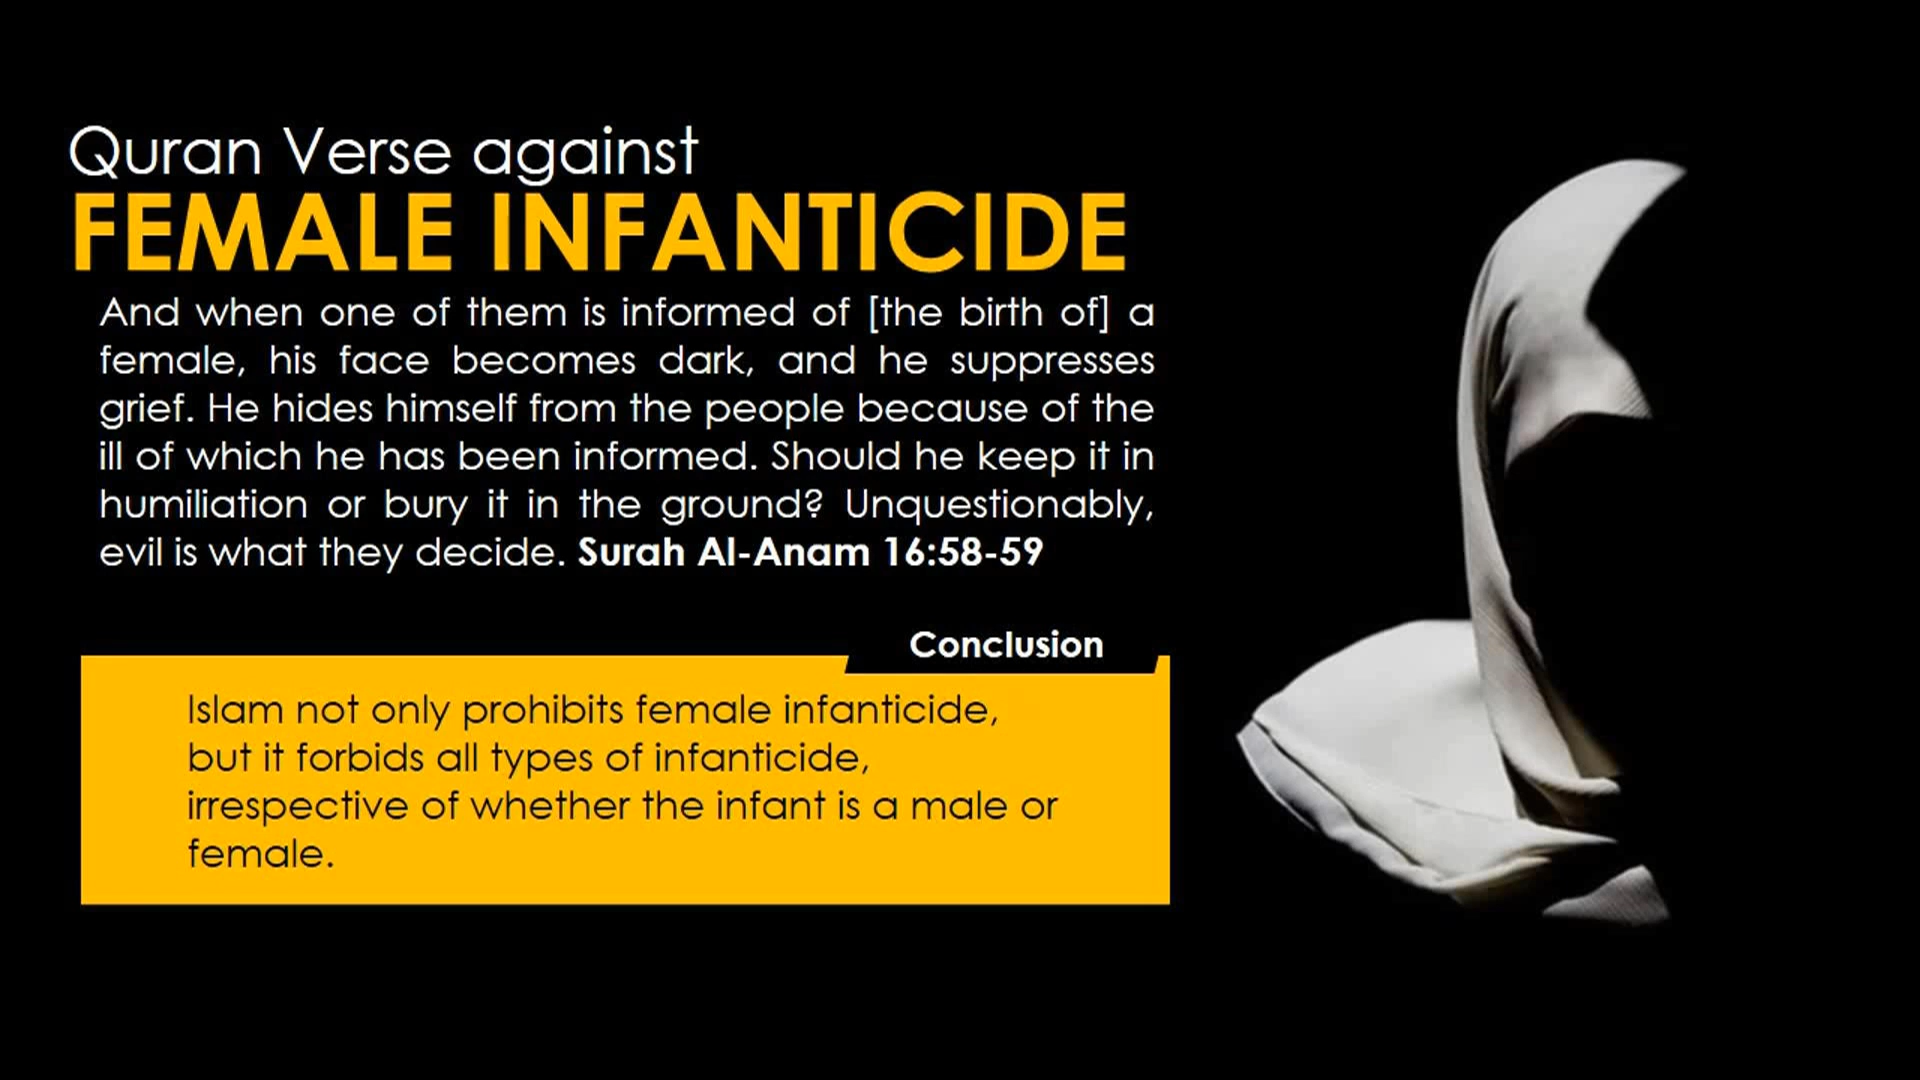 Quran Verse against
FEMALE INFANTICIDE
And when one of them is informed of [the birth of] a
female, his face becomes dark, and he suppresses
grief. He hides himself from the people because of the
ill of which he has been informed. Should he keep it in
humiliation or bury it in the ground? Unquestionably,
evil is what they decide. Surah Al-Anam 16:58-59
Conclusion
Islam not only prohibits female infanticide,
but it forbids all types of infanticide,
irrespective of whether the infant is a male or
female.